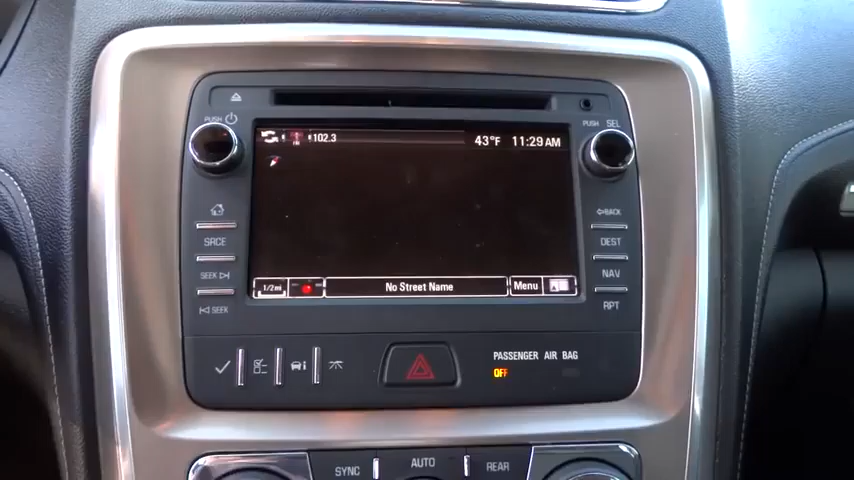 PUSH
PUSH SEL
FM 102.3 43°F 11:29 AM
SRCE
SEEK
SEEK
BACK
DEST
NAV
RPT
1/2mi No Street Name Menu
PASSENGER AIR BAG
OFF
SYNC AUTO REAR